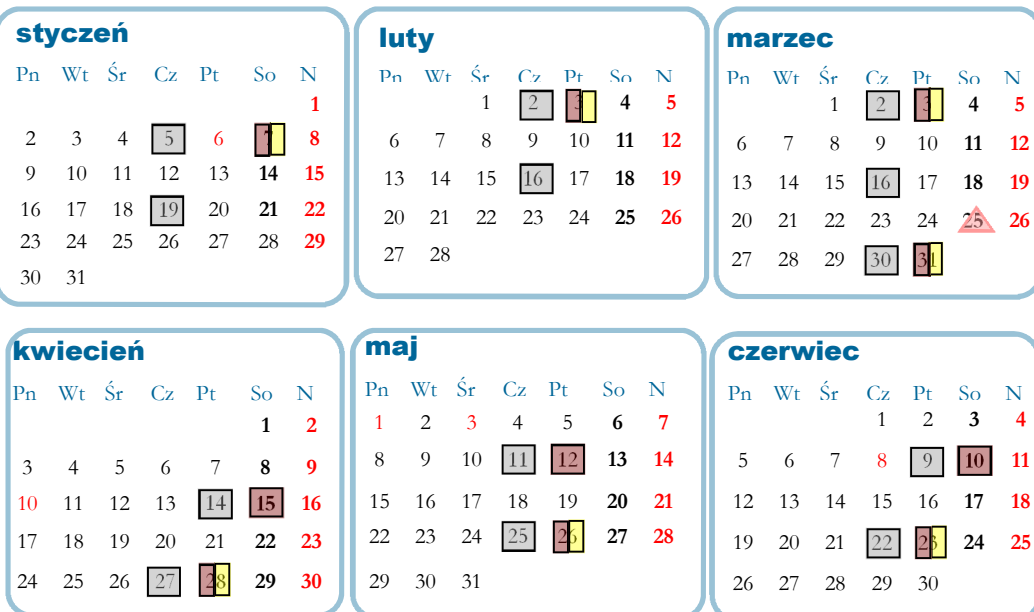 styczeń
Pn Wt Śr Cz Pt So N
1
2 3 4 5 6 7 8
9 10 11 12 13 14 15
16 17 18 19 20 21 22
23 24 25 26 27 28 29
30 31
luty
Pn Wt Śr Cz Pt So N
1 2 3 4 5
6 7 8 9 10 11 12
13 14 15 16 17 18 19
20 21 22 23 24 25 26
27 28
marzec
Pn Wt Śr Cz Pt So N
1 2 3 4 5
6 7 8 9 10 11 12
13 14 15 16 17 18 19
20 21 22 23 24 25 26
27 28 29 30 31
kwiecień
Pn Wt Śr Cz Pt So N
1 2
3 4 5 6 7 8 9
10 11 12 13 14 15 16
17 18 19 20 21 22 23
24 25 26 27 28 29 30
maj
Pn Wt Śr Cz Pt So N
1 2 3 4 5 6 7
8 9 10 11 12 13 14
15 16 17 18 19 20 21
22 23 24 25 26 27 28
29 30 31
czerwiec
Pn Wt Śr Cz Pt So N
1 2 3 4
5 6 7 8 9 10 11
12 13 14 15 16 17 18
19 20 21 22 23 24 25
26 27 28 29 30